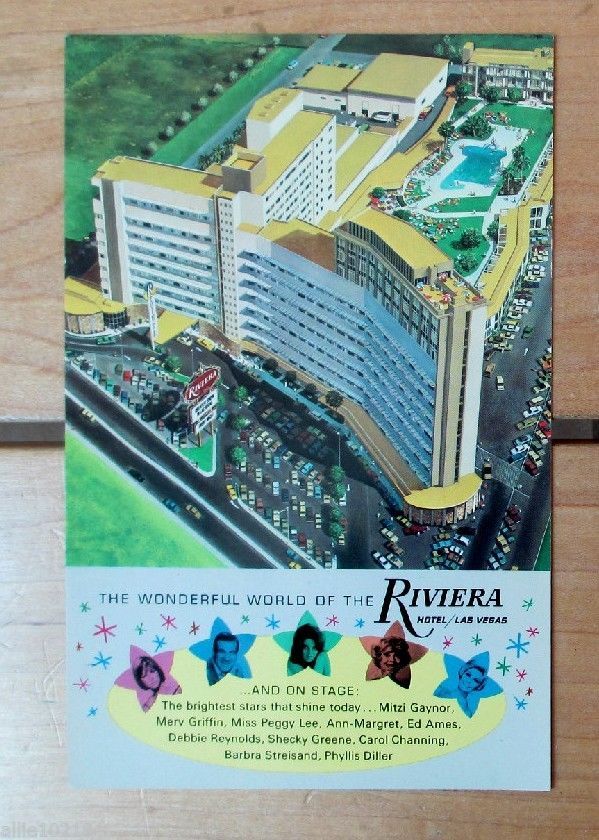 RIVIERA
THE WONDERFUL WORLD OF THE RIVIERA
HOTEL/LAS VEGAS
...AND ON STAGE:
The brightest stars that shine today... Mitzi Gaynor,
Merv Griffin, Miss Peggy Lee, Ann-Margret, Ed Ames,
Debbie Reynolds, Shecky Greene, Carol Channing,
Barbra Streisand, Phyllis Diller